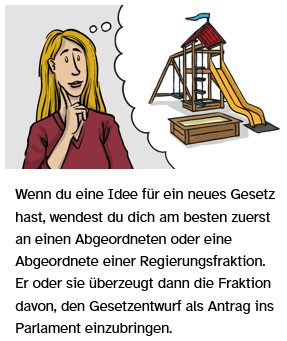 Wenn du eine Idee für ein neues Gesetz
hast, wendest du dich am besten zuerst
an einen Abgeordneten oder eine
Abgeordnete einer Regierungsfraktion.
Er oder sie überzeugt dann die Fraktion
davon, den Gesetzentwurf als Antrag ins
Parlament einzubringen.